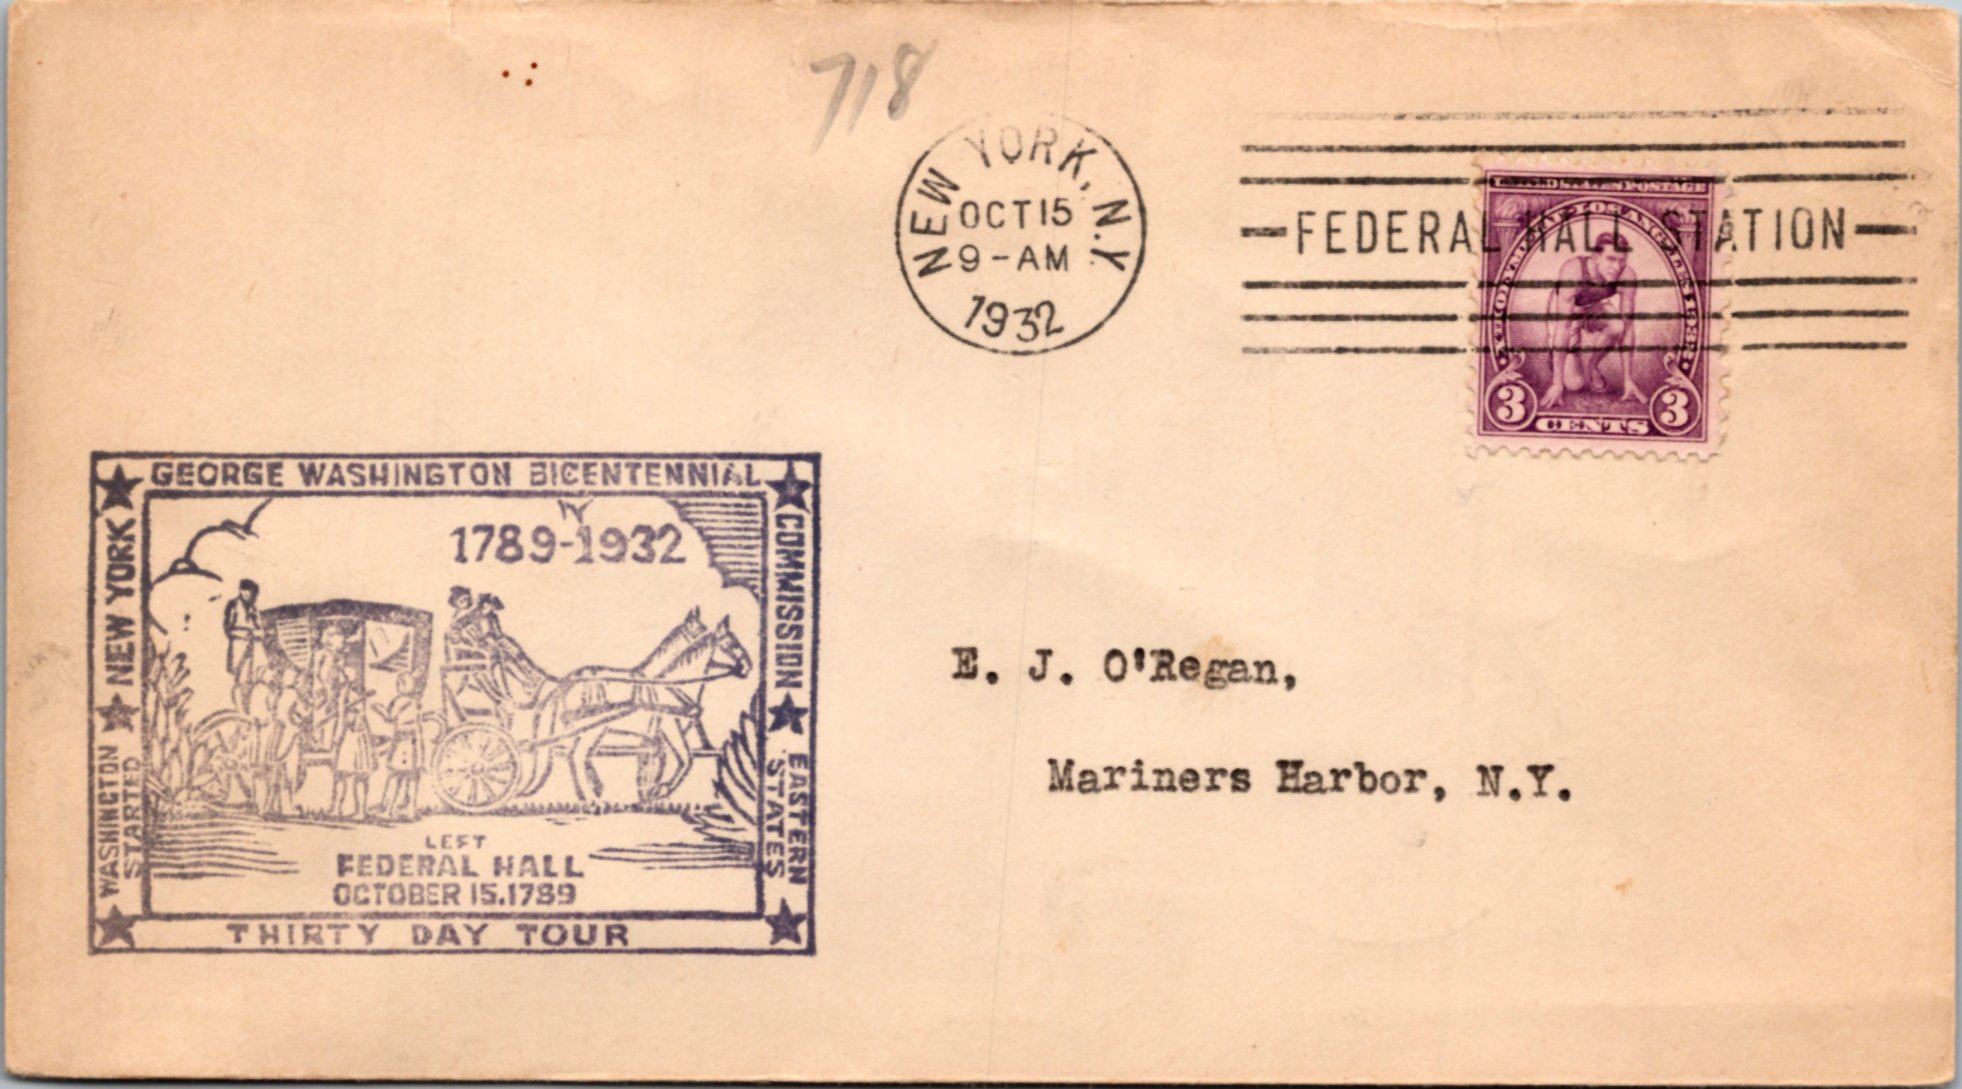 718
NEW YORK, N.Y.
OCT 15
9-AM
1932
FEDERAL HALL STATION
UNITED STATES POSTAGE
3 CENTS 3
GEORGE WASHINGTON BICENTENNIAL
COMMISSION
EASTERN
STATES
NEW YORK
WASHINGTON
STARTED
1789-1932
LEFT
FEDERAL HALL
OCTOBER 15.1789
THIRTY DAY TOUR
E. J. O'Regan,
Mariners Harbor, N.Y.